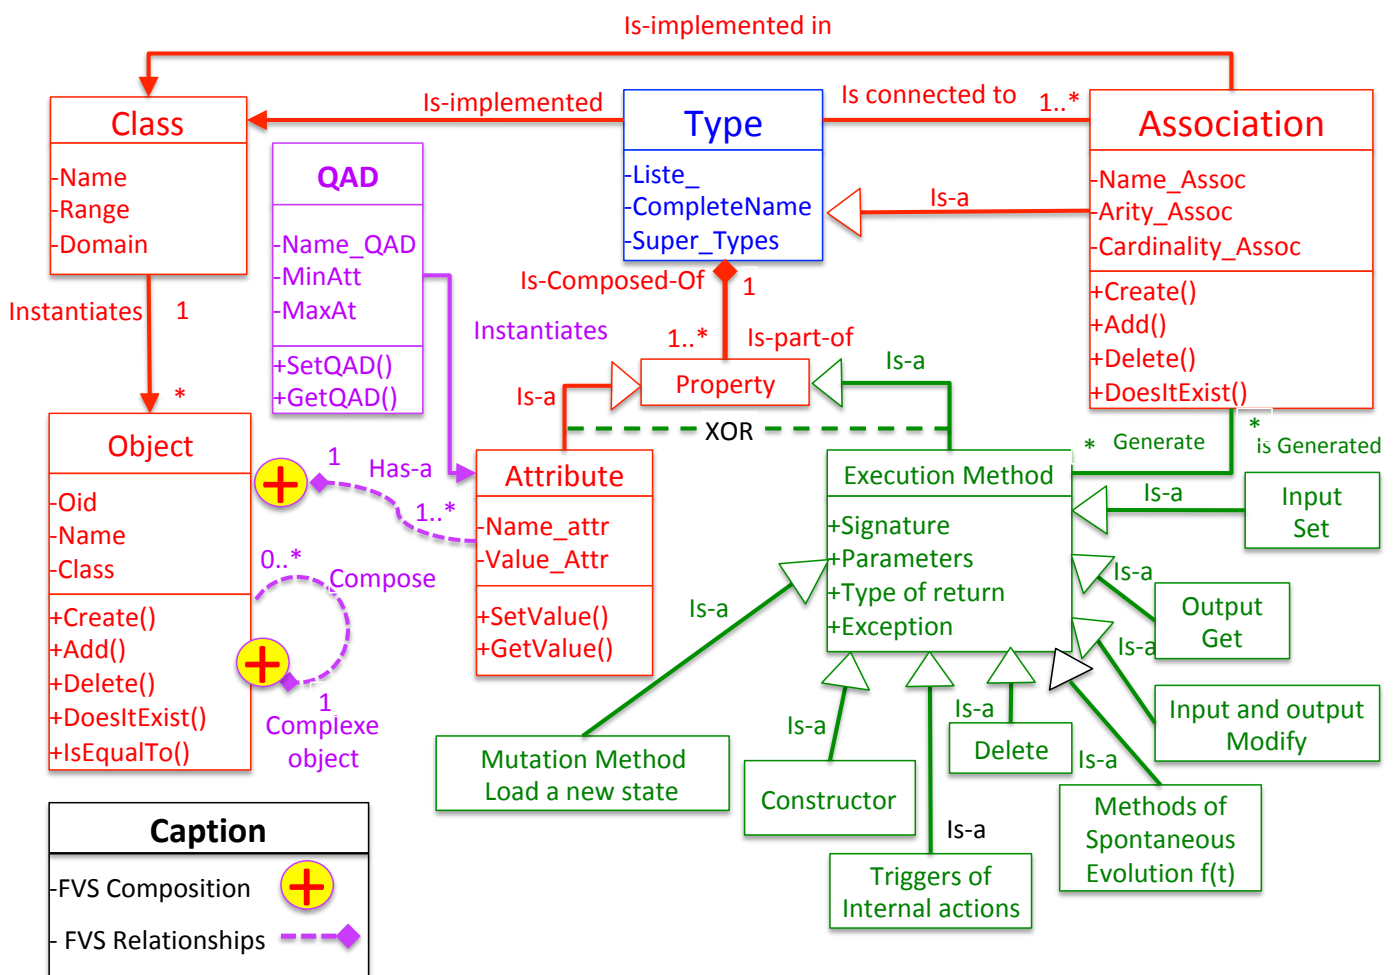 Is-implemented in
Class
-Name
-Range
-Domain
Is-implemented
Type
-Liste_
-CompleteName
-Super_Types
Is connected to
1..*
Association
-Name_Assoc
-Arity_Assoc
-Cardinality_Assoc
+Create()
+Add()
+Delete()
+DoesItExist()
Is-a
QAD
-Name_QAD
-MinAtt
-MaxAt
+SetQAD()
+GetQAD()
Instantiates
1
*
Instantiates
Is-Composed-Of
1
1..*
Is-part-of
Property
Is-a
Is-a
XOR
Object
-Oid
-Name
-Class
+Create()
+Add()
+Delete()
+DoesItExist()
+IsEqualTo()
1
Has-a
1..*
0..*
Compose
1
Complexe
object
Attribute
-Name_attr
-Value_Attr
+SetValue()
+GetValue()
*
Generate
*
is Generated
Execution Method
+Signature
+Parameters
+Type of return
+Exception
Is-a
Input
Set
Is-a
Output
Get
Is-a
Input and output
Modify
Is-a
Methods of
Spontaneous
Evolution f(t)
Is-a
Delete
Is-a
Triggers of
Internal actions
Is-a
Constructor
Is-a
Mutation Method
Load a new state
Caption
-FVS Composition
- FVS Relationships